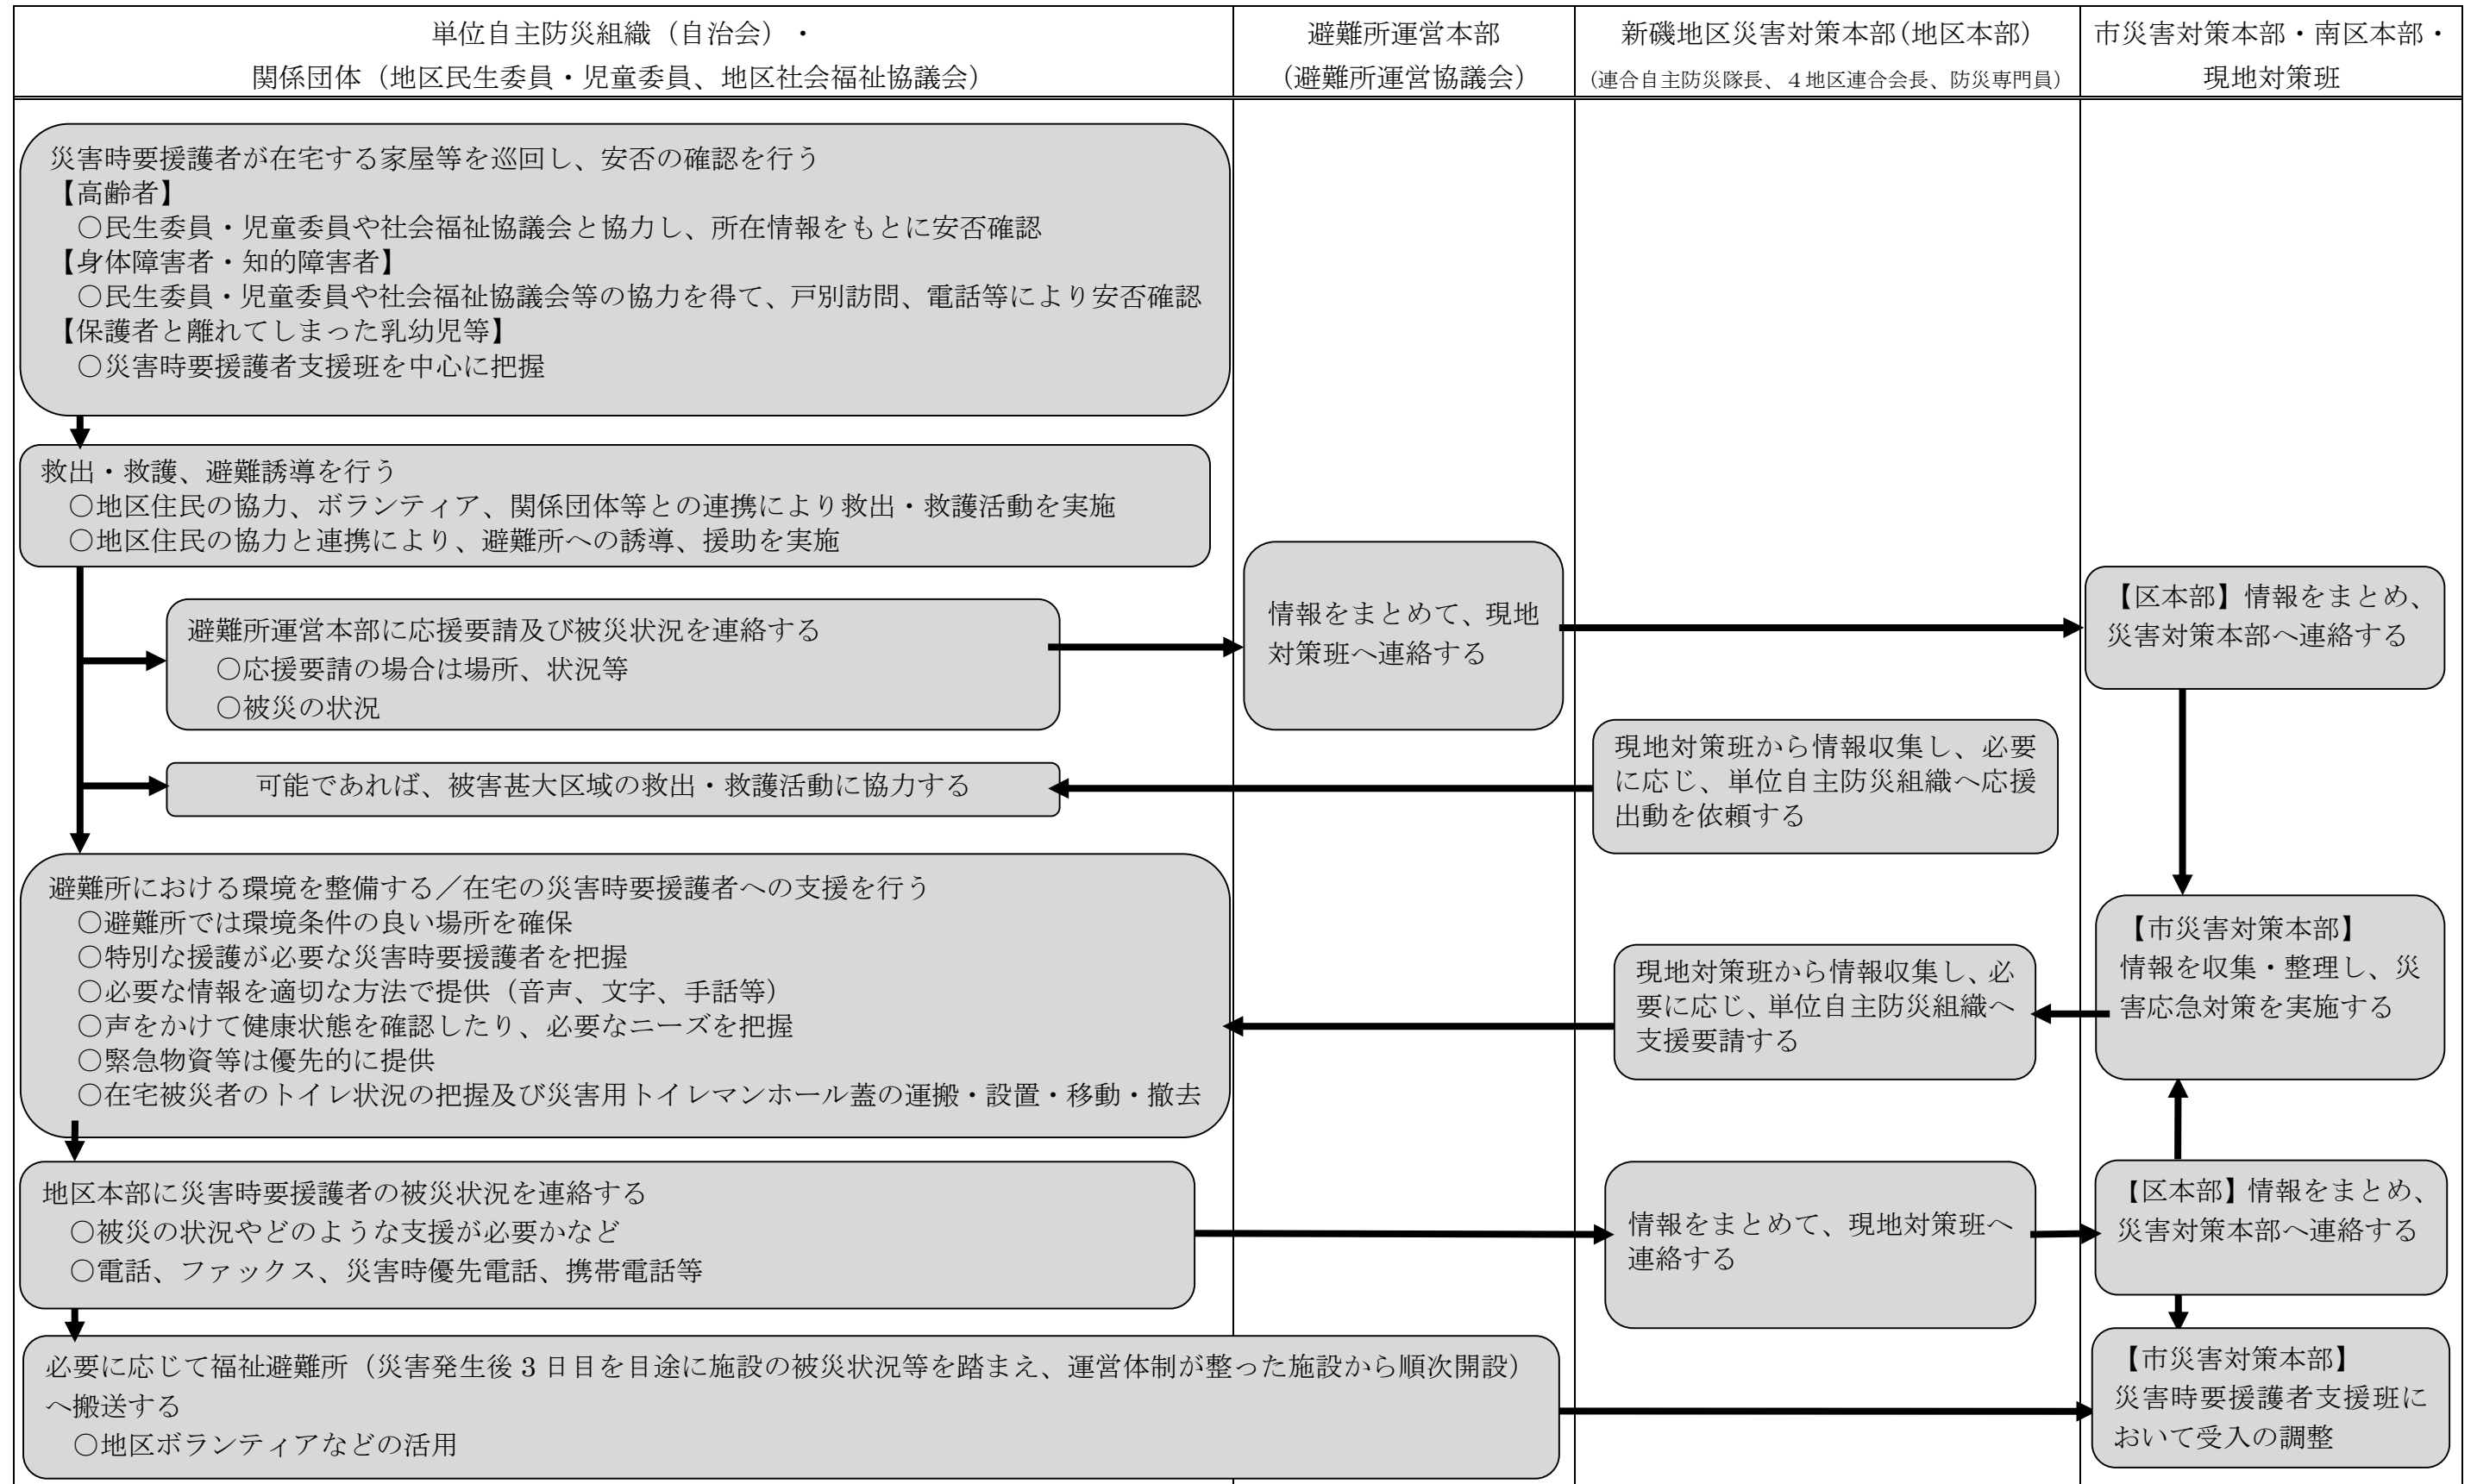 単位自主防災組織（自治会）・
関係団体（地区民生委員・児童委員、地区社会福祉協議会）
避難所運営本部
（避難所運営協議会）
新磯地区災害対策本部（地区本部）
（連合自主防災隊長、４地区連合会長、防災専門員）
市災害対策本部・南区本部・
現地対策班
災害時要援護者が在宅する家屋等を巡回し、安否の確認を行う
【高齢者】
○民生委員・児童委員や社会福祉協議会と協力し、所在情報をもとに安否確認
【身体障害者・知的障害者】
○民生委員・児童委員や社会福祉協議会等の協力を得て、戸別訪問、電話等により安否確認
【保護者と離れてしまった乳幼児等】
○災害時要援護者支援班を中心に把握
救出・救護、避難誘導を行う
○地区住民の協力、ボランティア、関係団体等との連携により救出・救護活動を実施
○地区住民の協力と連携により、避難所への誘導、援助を実施
避難所運営本部に応援要請及び被災状況を連絡する
○応援要請の場合は場所、状況等
○被災の状況
情報をまとめて、現地
対策班へ連絡する
【区本部】情報をまとめ、
災害対策本部へ連絡する
可能であれば、被害甚大区域の救出・救護活動に協力する
現地対策班から情報収集し、必要
に応じ、単位自主防災組織へ応援
出動を依頼する
避難所における環境を整備する／在宅の災害時要援護者への支援を行う
○避難所では環境条件の良い場所を確保
○特別な援護が必要な災害時要援護者を把握
○必要な情報を適切な方法で提供（音声、文字、手話等）
○声をかけて健康状態を確認したり、必要なニーズを把握
○緊急物資等は優先的に提供
○在宅被災者のトイレ状況の把握及び災害用トイレマンホール蓋の運搬・設置・移動・撤去
現地対策班から情報収集し、必
要に応じ、単位自主防災組織へ
支援要請する
【市災害対策本部】
情報を収集・整理し、災
害応急対策を実施する
地区本部に災害時要援護者の被災状況を連絡する
○被災の状況やどのような支援が必要かなど
○電話、ファックス、災害時優先電話、携帯電話等
情報をまとめて、現地対策班へ
連絡する
【区本部】情報をまとめ、
災害対策本部へ連絡する
必要に応じて福祉避難所（災害発生後 3 日目を目途に施設の被災状況等を踏まえ、運営体制が整った施設から順次開設）
へ搬送する
○地区ボランティアなどの活用
【市災害対策本部】
災害時要援護者支援班に
おいて受入の調整